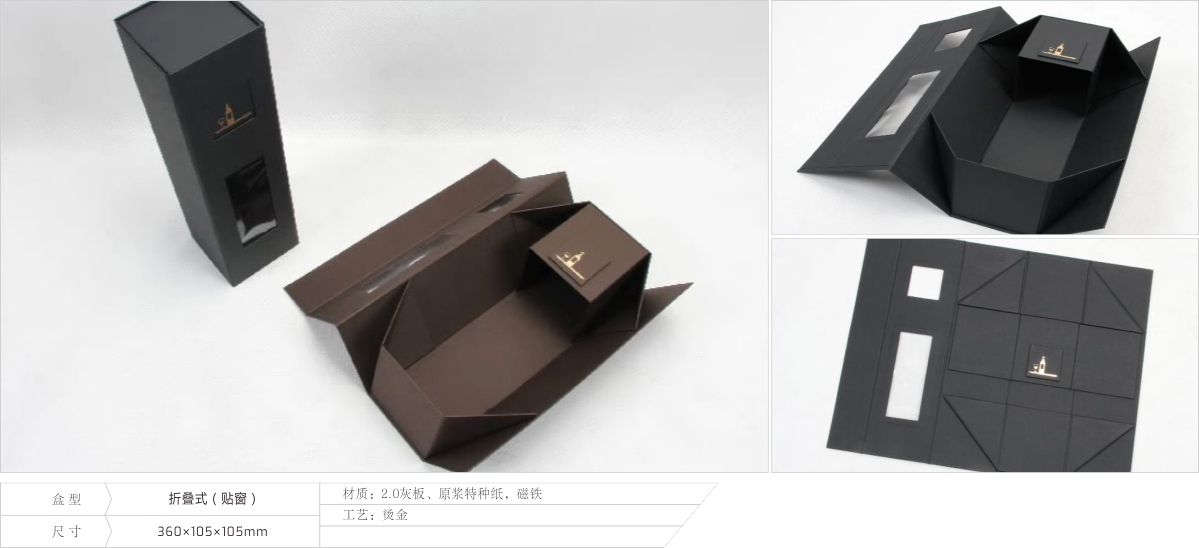 盒型
折叠式（贴窗）
材质：2.0灰板、原浆特种纸，磁铁
工艺：烫金
尺寸
360×105×105mm